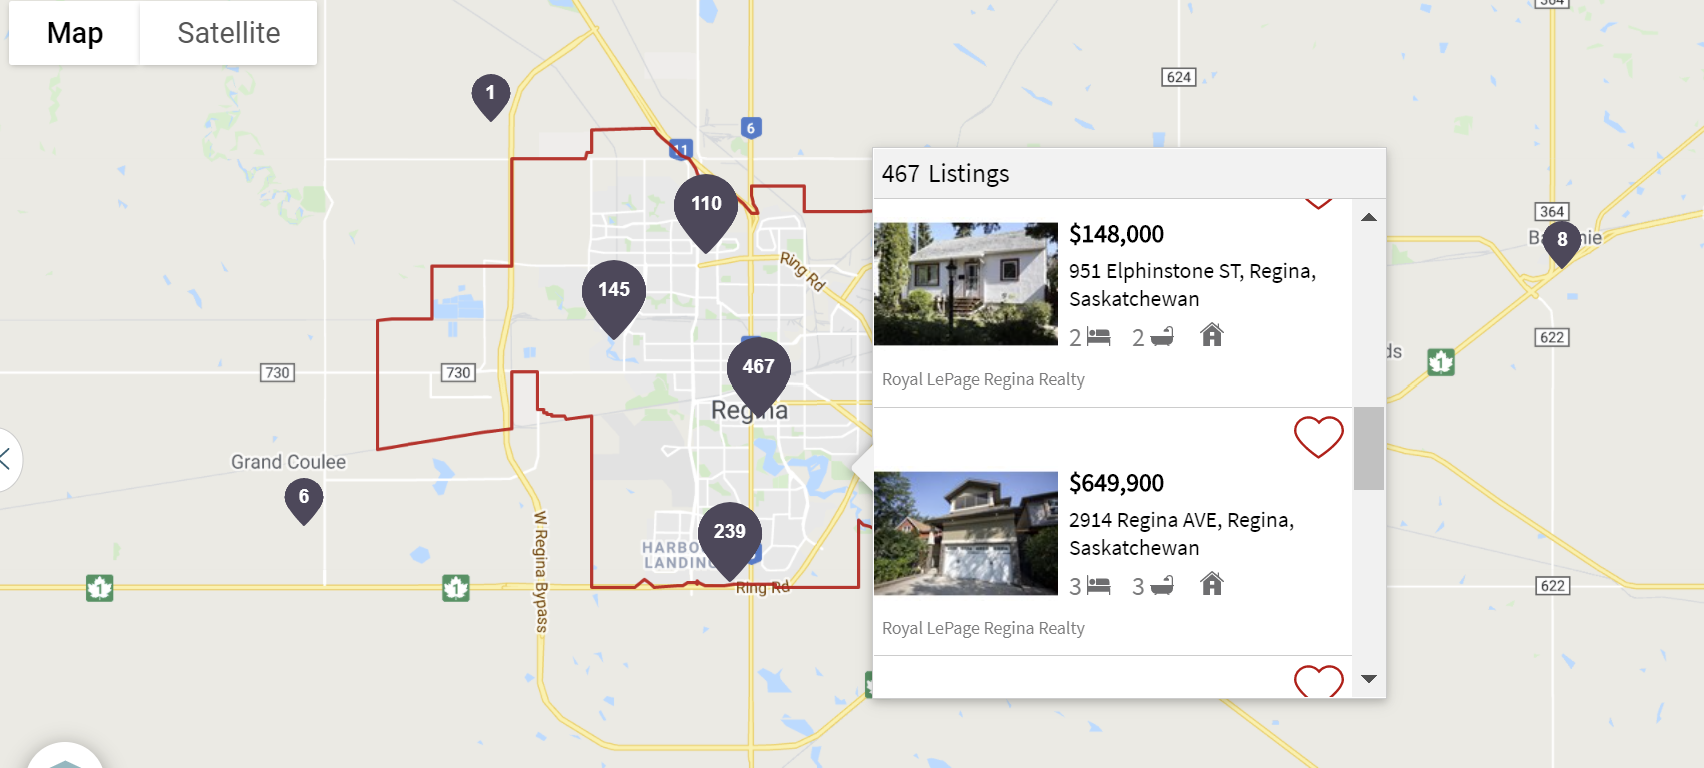 Map
Satellite
364
624
1
6
11
110
467 Listings
$148,000
951 Elphinstone ST, Regina,
Saskatchewan
2
2
Royal LePage Regina Realty
364
8
Ring Rd
145
622
1
730
730
467
Regina
$649,900
2914 Regina AVE, Regina,
Saskatchewan
3
3
Royal LePage Regina Realty
Grand Coulee
6
W Regina Bypass
239
1
1
Ring Rd
622